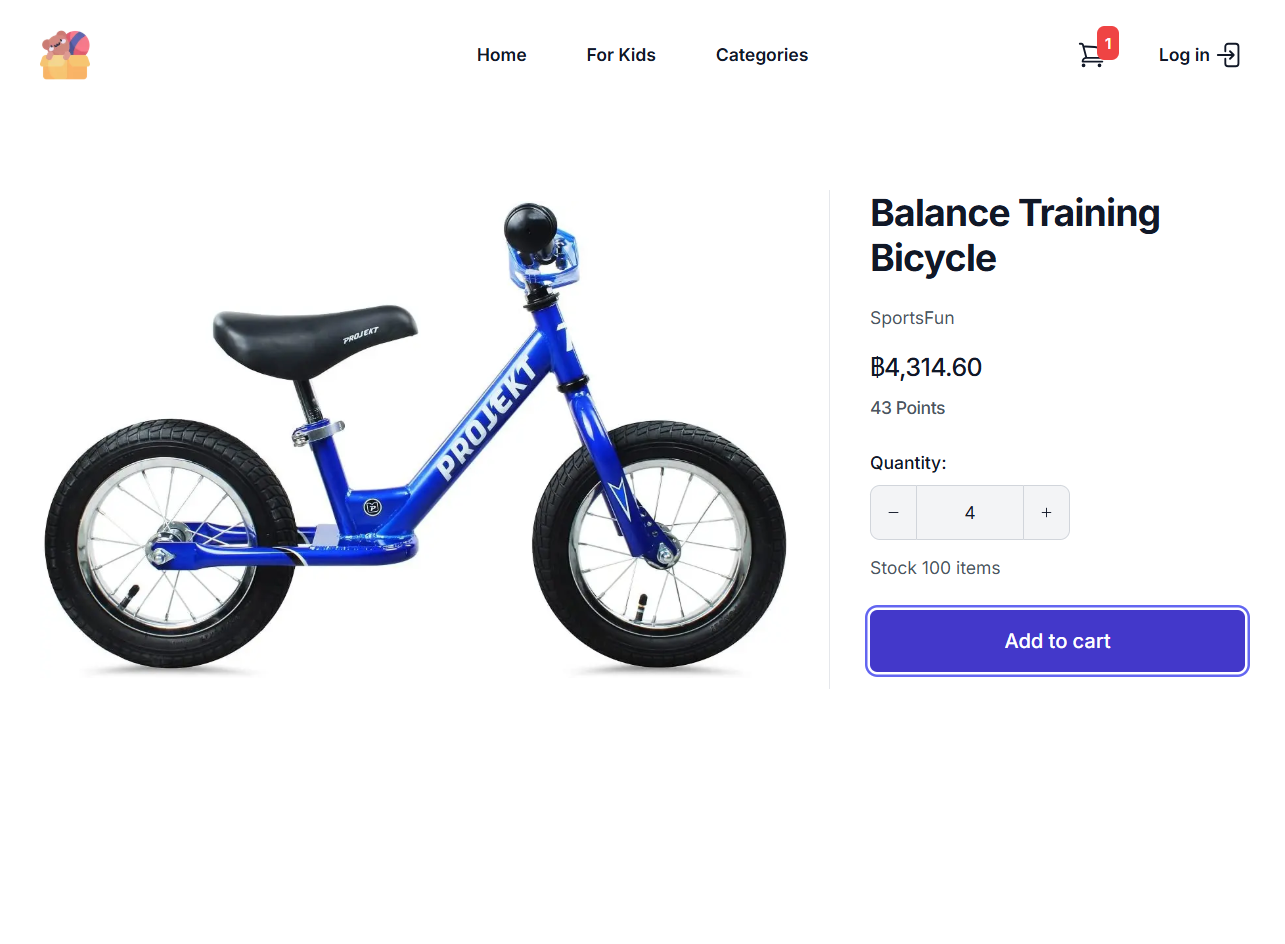 Home
For Kids
Categories
1
Log in
Balance Training
Bicycle
SportsFun
฿4,314.60
43 Points
Quantity:
4
Stock 100 items
Add to cart
PROJEKT
PROJEKT